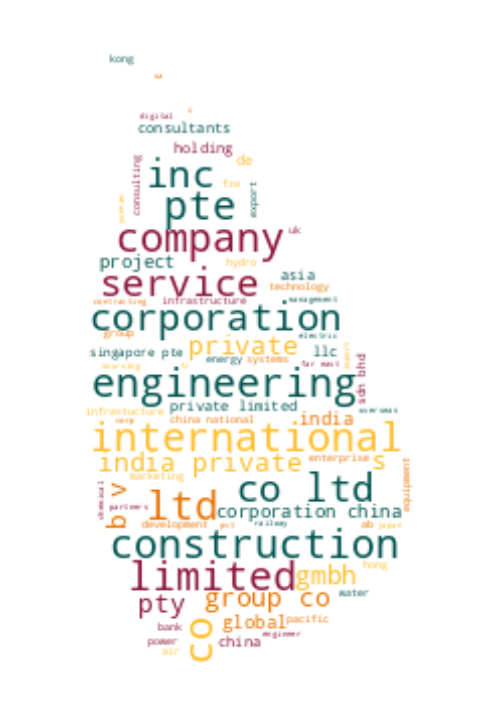 kong
sa
c
digital
consultants
holding
de
consulting
inc
fze
export
yunnan
pte
company
uk
project
hydro
asia
service
technology
contracting infrastructure
management
corporation
group
electric
private
singapore pte
llc
import
energy systems
far east
sourcing
b
engineering
sdn bhd
infrastucture
private limited
overseas
corp
china national
india
international
india private
enterprise
s
marketing
equipment
chemical
partners
b v
ltd
co ltd
corporation china
development
pvt
railway
ab
japan
construction
hong
limited
gmbh
water
pty
group co
global
pacific
bank
co
engineer
power
china
air